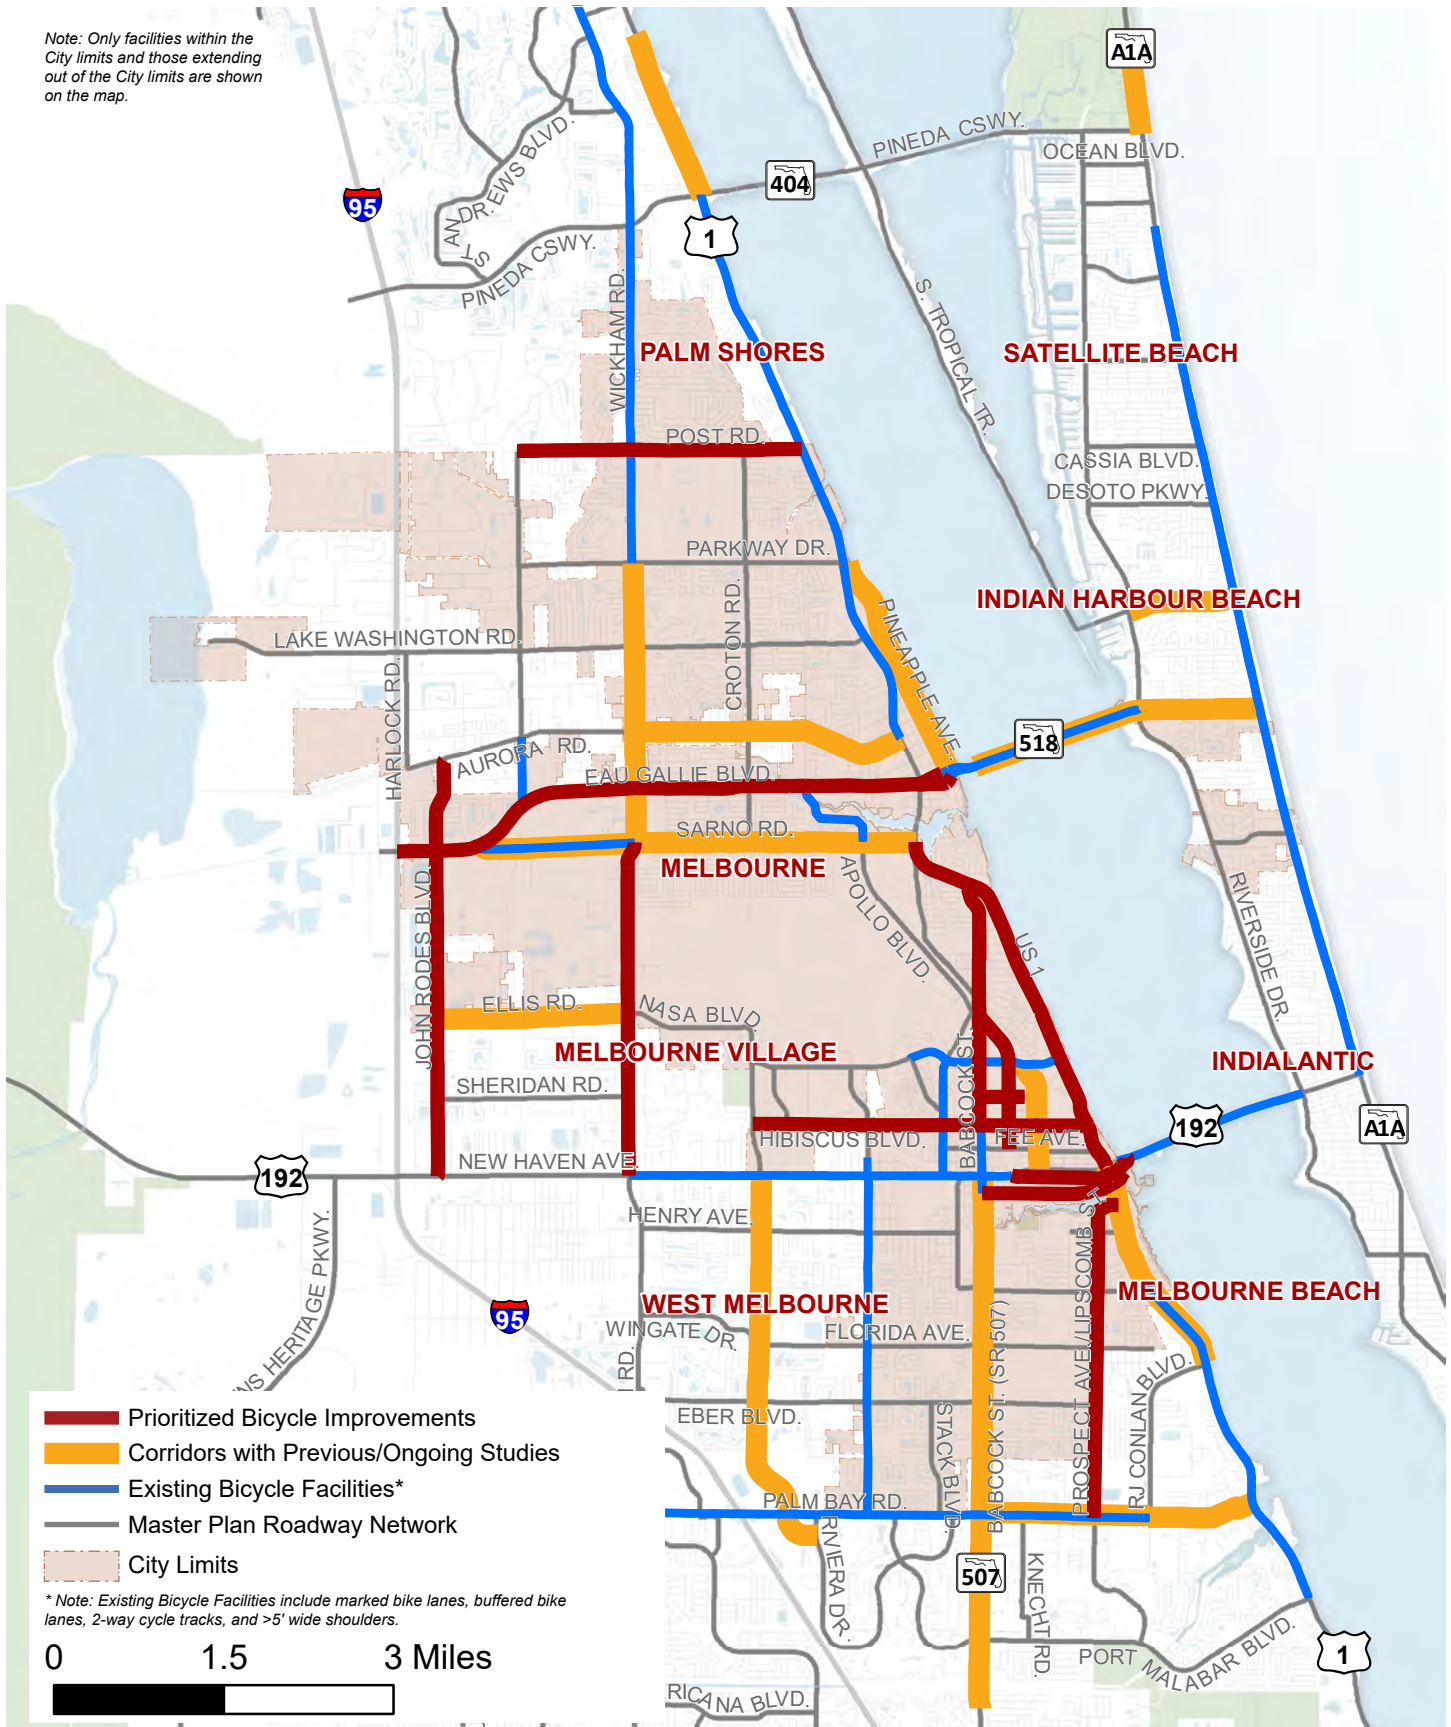 Note: Only facilities within the
City limits and those extending
out of the City limits are shown
on the map.
A1A
PINEDA CSWY.
OCEAN BLVD.
404
95
ST. ANDREWS BLVD.
1
PINEDA CSWY.
WICKHAM RD.
S. TROPICAL TR.
PALM SHORES
SATELLITE BEACH
POST RD.
CASSIA BLVD.
DESOTO PKWY.
PARKWAY DR.
CROTON RD.
PINEAPPLE AVE.
INDIAN HARBOUR BEACH
LAKE WASHINGTON RD.
HARLOCK RD.
AURORA RD.
518
EAU GALLIE BLVD.
SARNO RD.
MELBOURNE
JOHN RODES BLVD.
APOLLO BLVD.
US 1
RIVERSIDE DR.
ELLIS RD.
NASA BLVD.
MELBOURNE VILLAGE
INDIALANTIC
SHERIDAN RD.
BABCOCK ST.
192
A1A
HIBISCUS BLVD.
FEE AVE.
NEW HAVEN AVE.
192
HENRY AVE.
WNS HERITAGE PKWY.
PROSPECT AVE./LIPSCOMB ST.
95
WEST MELBOURNE
MELBOURNE BEACH
WINGATE DR.
FLORIDA AVE.
BABCOCK ST. (SR 507)
RD.
RJ CONLAN BLVD.
EBER BLVD.
STACK BLVD.
PALM BAY RD.
RIVIERA DR.
507
KNECHT RD.
PORT MALABAR BLVD.
1
RICANA BLVD.
Prioritized Bicycle Improvements
Corridors with Previous/Ongoing Studies
Existing Bicycle Facilities*
Master Plan Roadway Network
City Limits
* Note: Existing Bicycle Facilities include marked bike lanes, buffered bike
lanes, 2-way cycle tracks, and >5' wide shoulders.
0 1.5 3 Miles